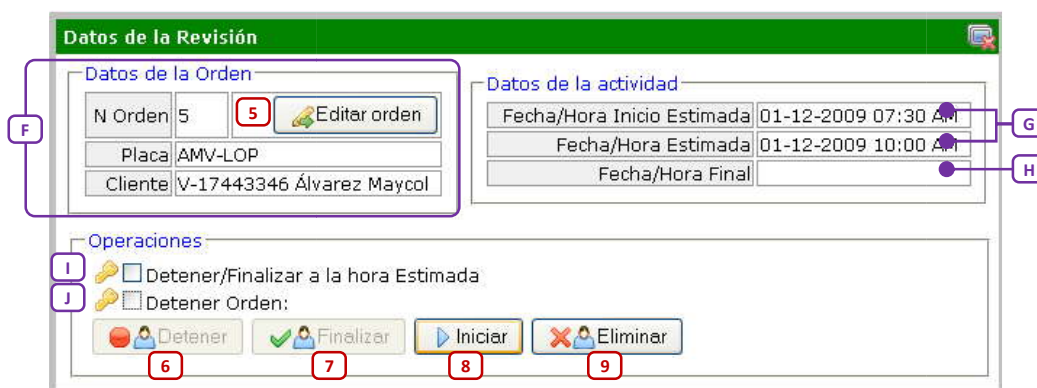 Datos de la Revisión
Datos de la Orden
N Orden 5 5 Editar orden
Placa AMV-LOP
Cliente V-17443346 Álvarez Maycol
F
Datos de la actividad
Fecha/Hora Inicio Estimada 01-12-2009 07:30 AM
Fecha/Hora Estimada 01-12-2009 10:00 AM
Fecha/Hora Final
G
H
Operaciones
I Detener/Finalizar a la hora Estimada
J Detener Orden:
Detener Finalizar Iniciar Eliminar
6 7 8 9